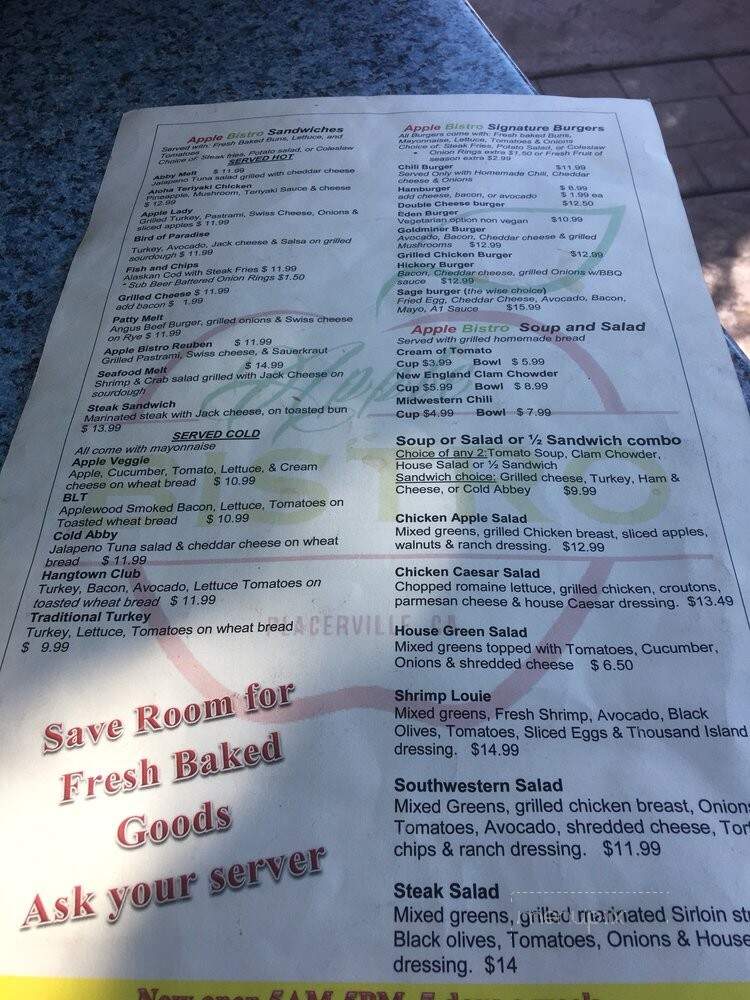 Apple Bistro Sandwiches
Served with: Fresh Baked Buns, Lettuce, and
Tomatoes
Choice of: Steak fries, Potato salad, or Coleslaw
SERVED HOT
Abby Melt $ 11.99
Jalapeno Tuna salad grilled with cheddar cheese
Aloha Teriyaki Chicken
Pineapple, Mushroom, Teriyaki Sauce & cheese
$ 12.99
Apple Lady
Grilled Turkey, Pastrami, Swiss Cheese, Onions &
sliced apples $ 11.99
Bird of Paradise
Turkey, Avocado, Jack cheese & Salsa on grilled
sourdough $ 11.99
Fish and Chips
Alaskan Cod with Steak Fries $ 11.99
* Sub Beer Battered Onion Rings $1.50
Grilled Cheese $ 11.99
add bacon $ 1.99
Patty Melt
Angus Beef Burger, grilled onions & Swiss cheese
on Rye $ 11.99
Apple Bistro Reuben $ 11.99
Grilled Pastrami, Swiss cheese, & Sauerkraut
Seafood Melt $ 14.99
Shrimp & Crab salad grilled with Jack Cheese on
sourdough
Steak Sandwich
Marinated steak with Jack cheese, on toasted bun
$ 13.99
SERVED COLD
All come with mayonnaise
Apple Veggie
Apple, Cucumber, Tomato, Lettuce, & Cream
cheese on wheat bread $ 10.99
BLT
Applewood Smoked Bacon, Lettuce, Tomatoes on
Toasted wheat bread $ 10.99
Cold Abby
Jalapeno Tuna salad & cheddar cheese on wheat
bread $ 11.99
Hangtown Club
Turkey, Bacon, Avocado, Lettuce Tomatoes on
toasted wheat bread $ 11.99
Traditional Turkey
Turkey, Lettuce, Tomatoes on wheat bread
$ 9.99
Save Room for
Fresh Baked
Goods
Ask your server
Apple Bistro Signature Burgers
All Burgers come with: Fresh baked Buns,
Mayonnaise, Lettuce, Tomatoes & Onions
Choice of: Steak Fries, Potato Salad, or Coleslaw
• Onion Rings extra $1.50 or Fresh Fruit of
season extra $2.99
Chili Burger $11.99
Served Only with Homemade Chili, Cheddar
cheese & Onions
Hamburger $ 8.99
add cheese, bacon, or avocado $ 1.99 ea
Double Cheese burger $12.50
Eden Burger
Vegetarian option non vegan $10.99
Goldminer Burger
Avocado, Bacon, Cheddar cheese & grilled
Mushrooms $12.99
Grilled Chicken Burger $12.99
Hickory Burger
Bacon, Cheddar cheese, grilled Onions w/BBQ
sauce $12.99
Sage burger (the wise choice)
Fried Egg, Cheddar Cheese, Avocado, Bacon,
Mayo, A1 Sauce $15.99
Apple Bistro Soup and Salad
Served with grilled homemade bread
Cream of Tomato
Cup $3.99 Bowl $ 5.99
New England Clam Chowder
Cup $5.99 Bowl $ 8.99
Midwestern Chili
Cup $4.99 Bowl $ 7.99
Soup or Salad or ½ Sandwich combo
Choice of any 2:Tomato Soup, Clam Chowder,
House Salad or ½ Sandwich
Sandwich choice: Grilled cheese, Turkey, Ham &
Cheese, or Cold Abbey $9.99
Chicken Apple Salad
Mixed greens, grilled Chicken breast, sliced apples,
walnuts & ranch dressing. $12.99
Chicken Caesar Salad
Chopped romaine lettuce, grilled chicken, croutons,
parmesan cheese & house Caesar dressing. $13.49
House Green Salad
Mixed greens topped with Tomatoes, Cucumber,
Onions & shredded cheese $ 6.50
Shrimp Louie
Mixed greens, Fresh Shrimp, Avocado, Black
Olives, Tomatoes, Sliced Eggs & Thousand Island
dressing. $14.99
Southwestern Salad
Mixed Greens, grilled chicken breast, Onion
Tomatoes, Avocado, shredded cheese, Tor
chips & ranch dressing. $11.99
Steak Salad
Mixed greens, grilled marinated Sirloin st
Black olives, Tomatoes, Onions & House
dressing. $14
BISTRO
PLACERVILLE, CA